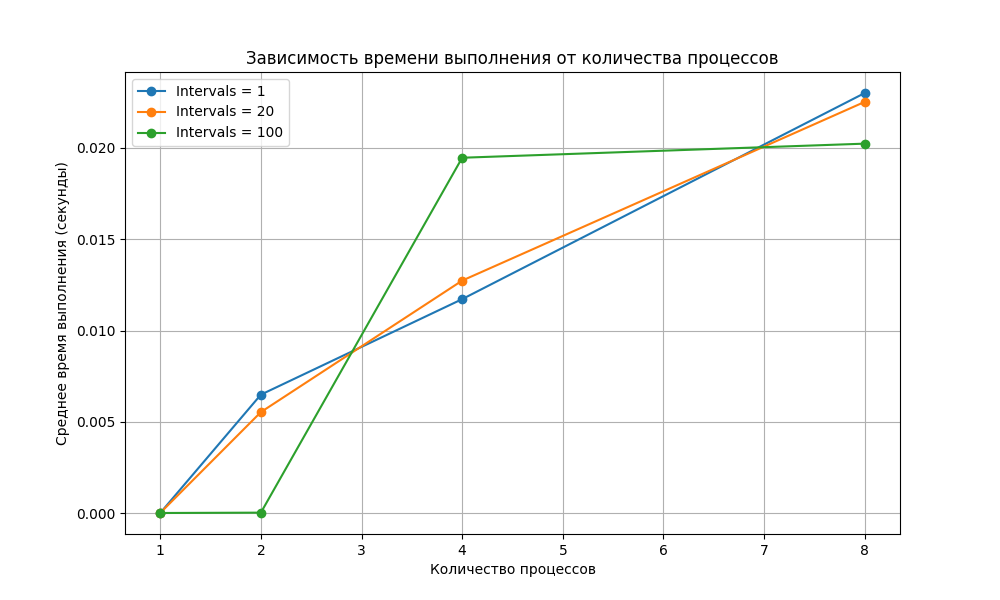 Зависимость времени выполнения от количества процессов
Intervals = 1
Intervals = 20
Intervals = 100
Среднее время выполнения (секунды)
0.020
0.015
0.010
0.005
0.000
1 2 3 4 5 6 7 8
Количество процессов